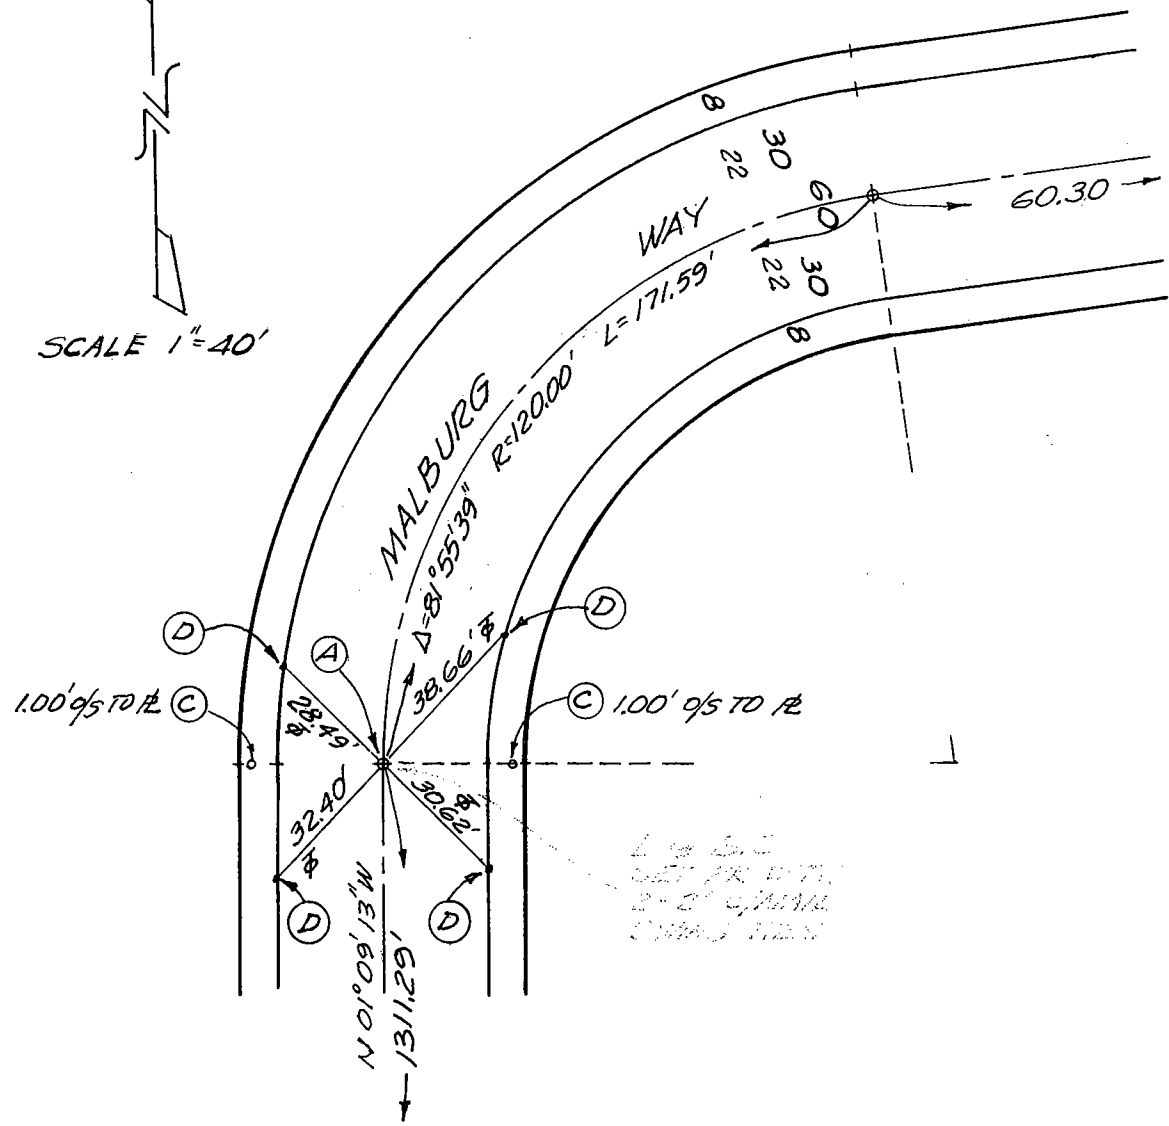 8
30
22
60
60.30
WAY
30
22
SCALE 1"=40'
8
L=171.59'
R=120.00'
MALBURG
Δ=81°55'39"
D
D
A
38.66'
1.00' O/S TO PL C
C 1.00' O/S TO PL
28.49'
32.40'
30.62'
D
D
N 01°09'13"W
1311.29'